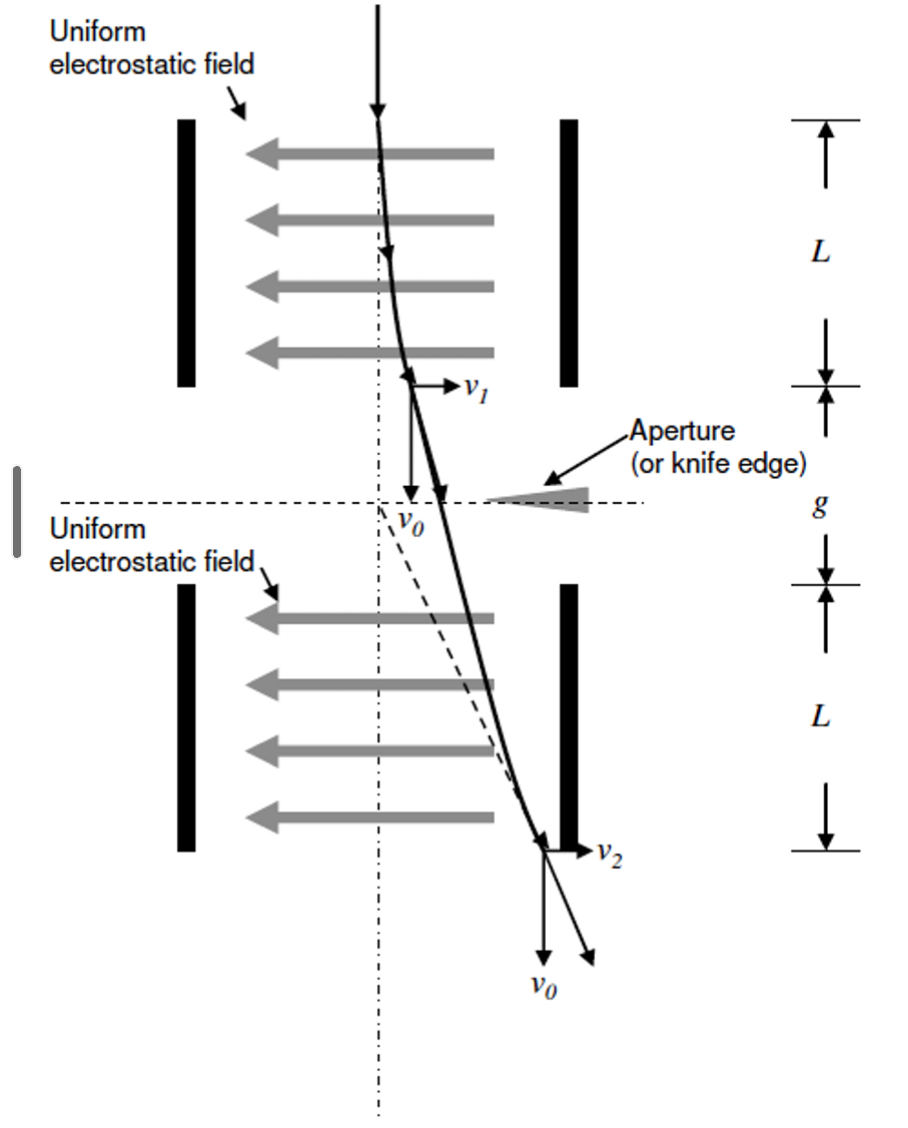 Uniform
electrostatic field
L
v1
Aperture
(or knife edge)
g
v0
Uniform
electrostatic field
L
v2
v0